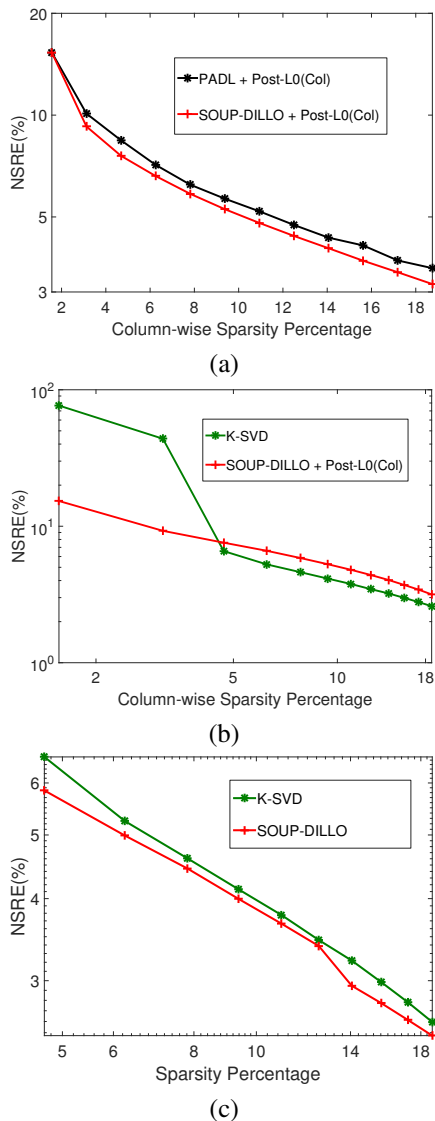 20
10
5
3
NSRE(%)
PADL + Post-L0(Col)
SOUP-DILLO + Post-L0(Col)
2 4 6 8 10 12 14 16 18
Column-wise Sparsity Percentage
(a)
10^2
10^1
10^0
NSRE(%)
K-SVD
SOUP-DILLO + Post-L0(Col)
2 5 10 18
Column-wise Sparsity Percentage
(b)
6
5
4
3
NSRE(%)
K-SVD
SOUP-DILLO
5 6 10 14 18
Sparsity Percentage
(c)